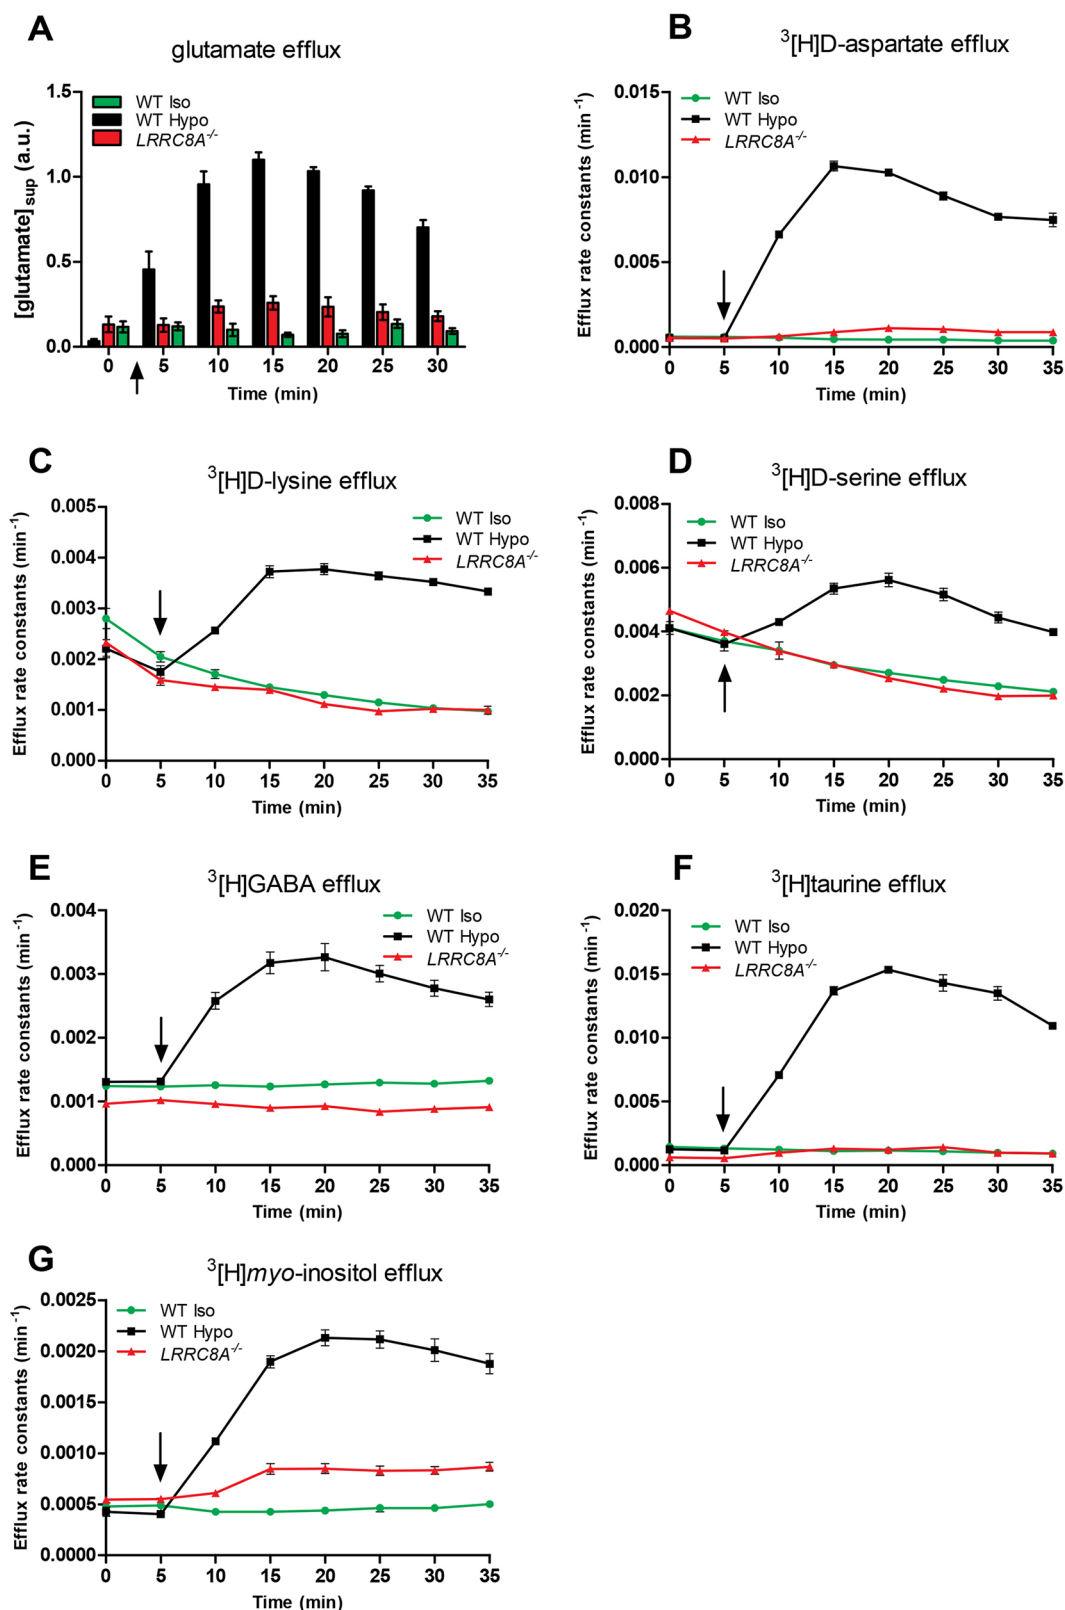 A
glutamate efflux
[glutamate]sup (a.u.)
1.5
1.0
0.5
0.0
WT Iso
WT Hypo
LRRC8A-/-
0 5 10 15 20 25 30
Time (min)
B
3[H]D-aspartate efflux
Efflux rate constants (min-1)
0.015
0.010
0.005
0.000
WT Iso
WT Hypo
LRRC8A-/-
0 5 10 15 20 25 30 35
Time (min)
C
3[H]D-lysine efflux
Efflux rate constants (min-1)
0.005
0.004
0.003
0.002
0.001
0.000
WT Iso
WT Hypo
LRRC8A-/-
0 5 10 15 20 25 30 35
Time (min)
D
3[H]D-serine efflux
Efflux rate constants (min-1)
0.008
0.006
0.004
0.002
0.000
WT Iso
WT Hypo
LRRC8A-/-
0 5 10 15 20 25 30 35
Time (min)
E
3[H]GABA efflux
Efflux rate constants (min-1)
0.004
0.003
0.002
0.001
0.000
WT Iso
WT Hypo
LRRC8A-/-
0 5 10 15 20 25 30 35
Time (min)
F
3[H]taurine efflux
Efflux rate constants (min-1)
0.020
0.015
0.010
0.005
0.000
WT Iso
WT Hypo
LRRC8A-/-
0 5 10 15 20 25 30 35
Time (min)
G
3[H]myo-inositol efflux
Efflux rate constants (min-1)
0.0025
0.0020
0.0015
0.0010
0.0005
0.0000
WT Iso
WT Hypo
LRRC8A-/-
0 5 10 15 20 25 30 35
Time (min)